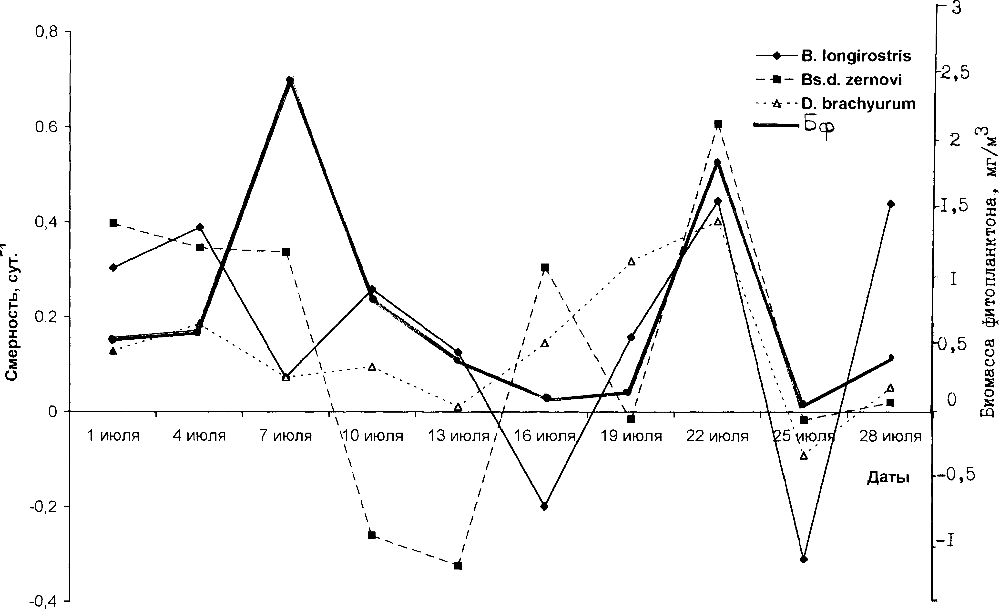 3
0,8
B. longirostris
2,5
Bs.d. zernovi
D. brachyurum
0,6
Бф
2
0,4
I,5
Смерность, сут.⁻¹
Биомасса фитопланктона, мг/м³
I
0,2
0,5
0
0
1 июля 4 июля 7 июля 10 июля 13 июля 16 июля 19 июля 22 июля 25 июля 28 июля
Даты
-0,5
-0,2
-I
-0,4